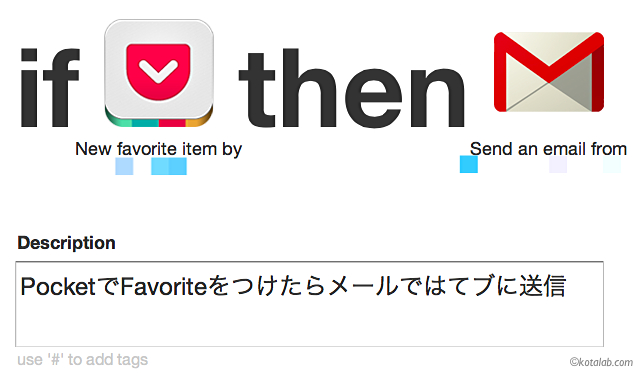 if then
New favorite item by Send an email from
Description
PocketでFavoriteをつけたらメールではてブに送信
use '#' to add tags
©kotalab.com